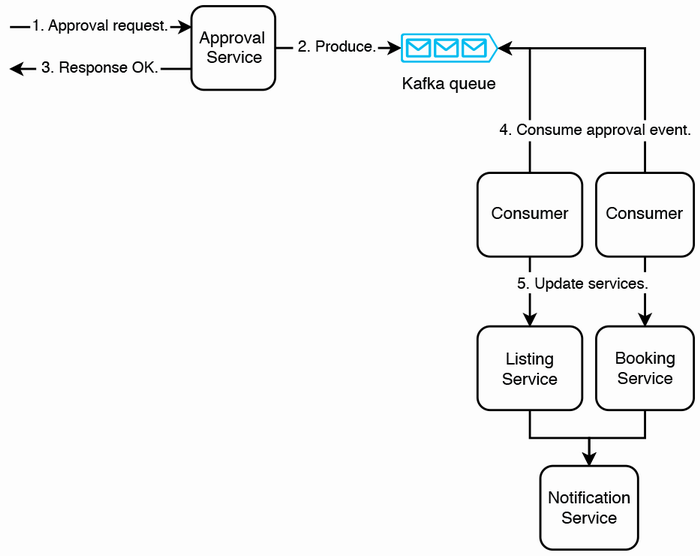 1. Approval request.
Approval
Service
2. Produce.
3. Response OK.
Kafka queue
4. Consume approval event.
Consumer
Consumer
5. Update services.
Listing
Service
Booking
Service
Notification
Service